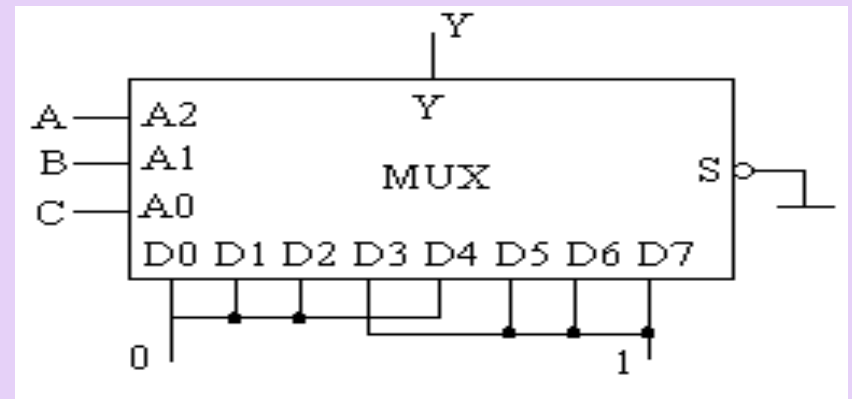 Y
A A2 Y
B A1 MUX S
C A0
D0 D1 D2 D3 D4 D5 D6 D7
0 1